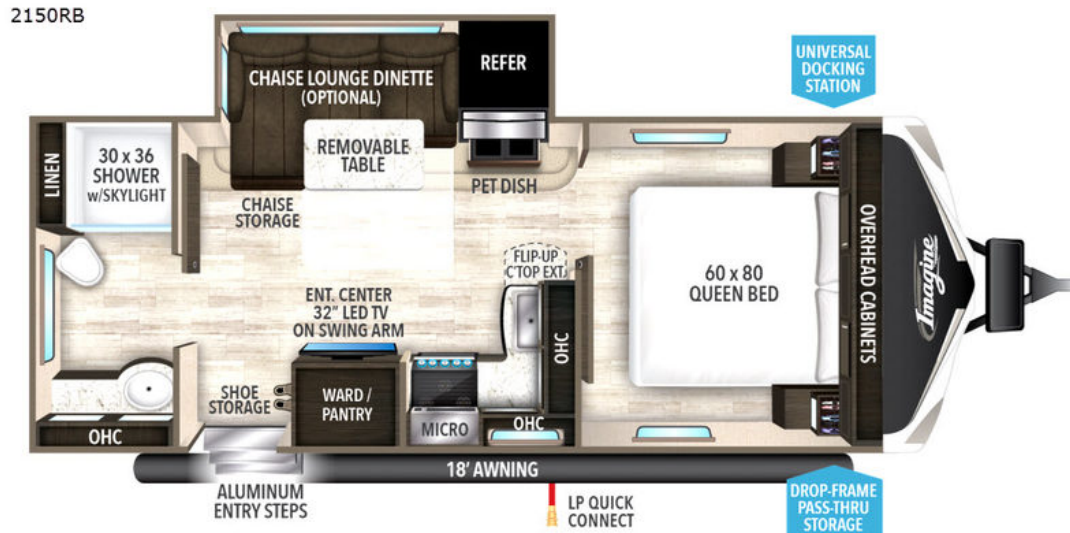 2150RB
UNIVERSAL
DOCKING
STATION
CHAISE LOUNGE DINETTE
(OPTIONAL)
REFER
LINEN
30 x 36
SHOWER
w/SKYLIGHT
REMOVABLE
TABLE
PET DISH
CHAISE
STORAGE
OVERHEAD CABINETS
Imagine
FLIP-UP
C'TOP EXT.
60 x 80
QUEEN BED
ENT. CENTER
32" LED TV
ON SWING ARM
OHC
SHOE
STORAGE
WARD /
PANTRY
MICRO
OHC
OHC
18' AWNING
ALUMINUM
ENTRY STEPS
LP QUICK
CONNECT
DROP-FRAME
PASS-THRU
STORAGE